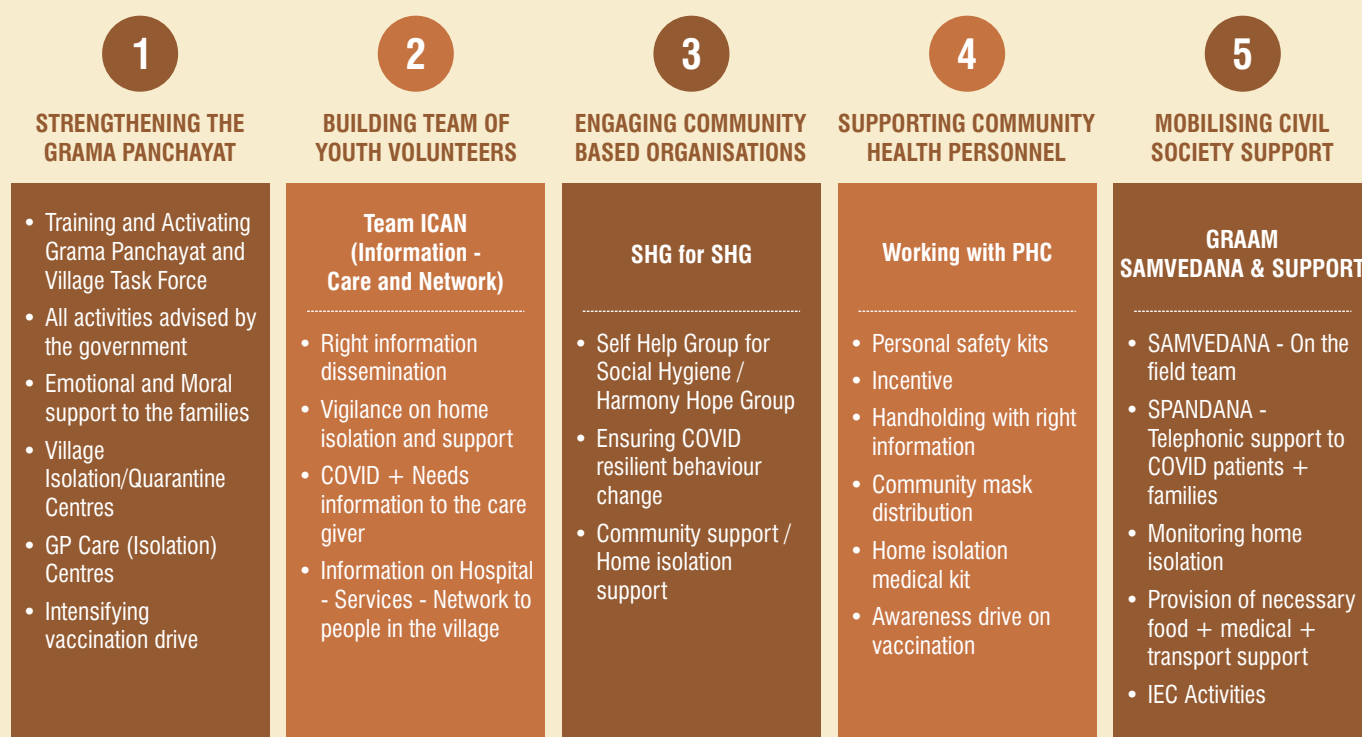 1
STRENGTHENING THE
GRAMA PANCHAYAT
• Training and Activating
Grama Panchayat and
Village Task Force
• All activities advised by
the government
• Emotional and Moral
support to the families
• Village
Isolation/Quarantine
Centres
• GP Care (Isolation)
Centres
• Intensifying
vaccination drive
2
BUILDING TEAM OF
YOUTH VOLUNTEERS
Team ICAN
(Information -
Care and Network)
• Right information
dissemination
• Vigilance on home
isolation and support
• COVID + Needs
information to the care
giver
• Information on Hospital
- Services - Network to
people in the village
3
ENGAGING COMMUNITY
BASED ORGANISATIONS
SHG for SHG
• Self Help Group for
Social Hygiene /
Harmony Hope Group
• Ensuring COVID
resilient behaviour
change
• Community support /
Home isolation
support
4
SUPPORTING COMMUNITY
HEALTH PERSONNEL
Working with PHC
• Personal safety kits
• Incentive
• Handholding with right
information
• Community mask
distribution
• Home isolation
medical kit
• Awareness drive on
vaccination
5
MOBILISING CIVIL
SOCIETY SUPPORT
GRAAM
SAMVEDANA & SUPPORT
• SAMVEDANA - On the
field team
• SPANDANA -
Telephonic support to
COVID patients +
families
• Monitoring home
isolation
• Provision of necessary
food + medical +
transport support
• IEC Activities